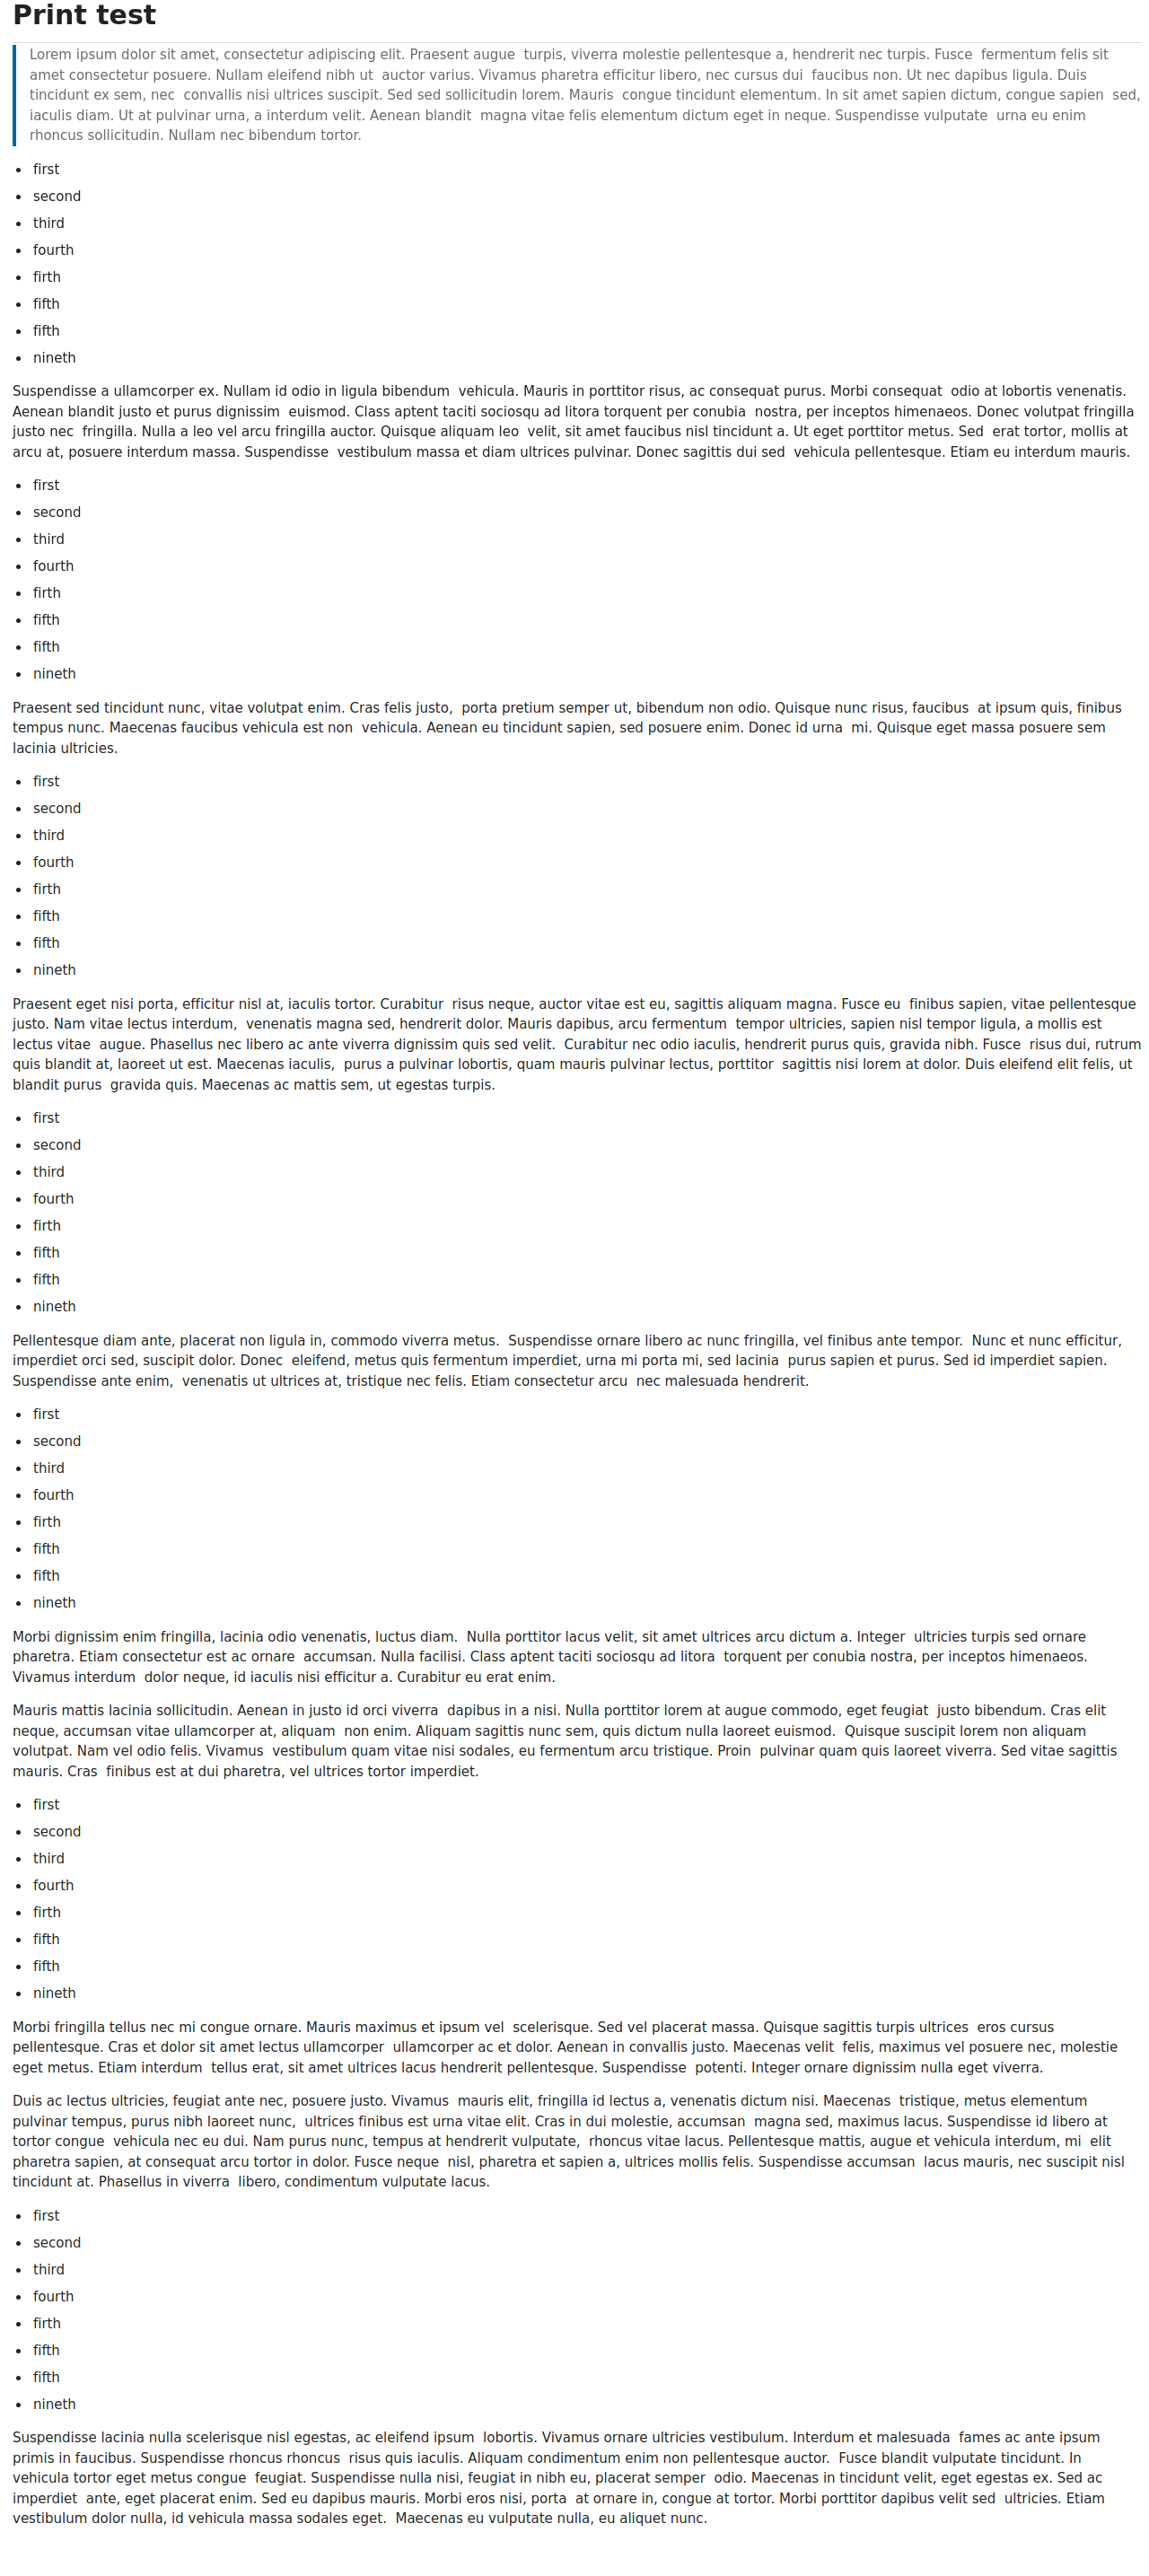 Print test
Lorem ipsum dolor sit amet, consectetur adipiscing elit. Praesent augue  turpis, viverra molestie pellentesque a, hendrerit nec turpis. Fusce  fermentum felis sit
amet consectetur posuere. Nullam eleifend nibh ut  auctor varius. Vivamus pharetra efficitur libero, nec cursus dui  faucibus non. Ut nec dapibus ligula. Duis
tincidunt ex sem, nec  convallis nisi ultrices suscipit. Sed sed sollicitudin lorem. Mauris  congue tincidunt elementum. In sit amet sapien dictum, congue sapien  sed,
iaculis diam. Ut at pulvinar urna, a interdum velit. Aenean blandit  magna vitae felis elementum dictum eget in neque. Suspendisse vulputate  urna eu enim
rhoncus sollicitudin. Nullam nec bibendum tortor.
• first
• second
• third
• fourth
• firth
• fifth
• fifth
• nineth
Suspendisse a ullamcorper ex. Nullam id odio in ligula bibendum  vehicula. Mauris in porttitor risus, ac consequat purus. Morbi consequat  odio at lobortis venenatis.
Aenean blandit justo et purus dignissim  euismod. Class aptent taciti sociosqu ad litora torquent per conubia  nostra, per inceptos himenaeos. Donec volutpat fringilla
justo nec  fringilla. Nulla a leo vel arcu fringilla auctor. Quisque aliquam leo  velit, sit amet faucibus nisl tincidunt a. Ut eget porttitor metus. Sed  erat tortor, mollis at
arcu at, posuere interdum massa. Suspendisse  vestibulum massa et diam ultrices pulvinar. Donec sagittis dui sed  vehicula pellentesque. Etiam eu interdum mauris.
• first
• second
• third
• fourth
• firth
• fifth
• fifth
• nineth
Praesent sed tincidunt nunc, vitae volutpat enim. Cras felis justo,  porta pretium semper ut, bibendum non odio. Quisque nunc risus, faucibus  at ipsum quis, finibus
tempus nunc. Maecenas faucibus vehicula est non  vehicula. Aenean eu tincidunt sapien, sed posuere enim. Donec id urna  mi. Quisque eget massa posuere sem
lacinia ultricies.
• first
• second
• third
• fourth
• firth
• fifth
• fifth
• nineth
Praesent eget nisi porta, efficitur nisl at, iaculis tortor. Curabitur  risus neque, auctor vitae est eu, sagittis aliquam magna. Fusce eu  finibus sapien, vitae pellentesque
justo. Nam vitae lectus interdum,  venenatis magna sed, hendrerit dolor. Mauris dapibus, arcu fermentum  tempor ultricies, sapien nisl tempor ligula, a mollis est
lectus vitae  augue. Phasellus nec libero ac ante viverra dignissim quis sed velit.  Curabitur nec odio iaculis, hendrerit purus quis, gravida nibh. Fusce  risus dui, rutrum
quis blandit at, laoreet ut est. Maecenas iaculis,  purus a pulvinar lobortis, quam mauris pulvinar lectus, porttitor  sagittis nisi lorem at dolor. Duis eleifend elit felis, ut
blandit purus  gravida quis. Maecenas ac mattis sem, ut egestas turpis.
• first
• second
• third
• fourth
• firth
• fifth
• fifth
• nineth
Pellentesque diam ante, placerat non ligula in, commodo viverra metus.  Suspendisse ornare libero ac nunc fringilla, vel finibus ante tempor.  Nunc et nunc efficitur,
imperdiet orci sed, suscipit dolor. Donec  eleifend, metus quis fermentum imperdiet, urna mi porta mi, sed lacinia  purus sapien et purus. Sed id imperdiet sapien.
Suspendisse ante enim,  venenatis ut ultrices at, tristique nec felis. Etiam consectetur arcu  nec malesuada hendrerit.
• first
• second
• third
• fourth
• firth
• fifth
• fifth
• nineth
Morbi dignissim enim fringilla, lacinia odio venenatis, luctus diam.  Nulla porttitor lacus velit, sit amet ultrices arcu dictum a. Integer  ultricies turpis sed ornare
pharetra. Etiam consectetur est ac ornare  accumsan. Nulla facilisi. Class aptent taciti sociosqu ad litora  torquent per conubia nostra, per inceptos himenaeos.
Vivamus interdum  dolor neque, id iaculis nisi efficitur a. Curabitur eu erat enim.
Mauris mattis lacinia sollicitudin. Aenean in justo id orci viverra  dapibus in a nisi. Nulla porttitor lorem at augue commodo, eget feugiat  justo bibendum. Cras elit
neque, accumsan vitae ullamcorper at, aliquam  non enim. Aliquam sagittis nunc sem, quis dictum nulla laoreet euismod.  Quisque suscipit lorem non aliquam
volutpat. Nam vel odio felis. Vivamus  vestibulum quam vitae nisi sodales, eu fermentum arcu tristique. Proin  pulvinar quam quis laoreet viverra. Sed vitae sagittis
mauris. Cras  finibus est at dui pharetra, vel ultrices tortor imperdiet.
• first
• second
• third
• fourth
• firth
• fifth
• fifth
• nineth
Morbi fringilla tellus nec mi congue ornare. Mauris maximus et ipsum vel  scelerisque. Sed vel placerat massa. Quisque sagittis turpis ultrices  eros cursus
pellentesque. Cras et dolor sit amet lectus ullamcorper  ullamcorper ac et dolor. Aenean in convallis justo. Maecenas velit  felis, maximus vel posuere nec, molestie
eget metus. Etiam interdum  tellus erat, sit amet ultrices lacus hendrerit pellentesque. Suspendisse  potenti. Integer ornare dignissim nulla eget viverra.
Duis ac lectus ultricies, feugiat ante nec, posuere justo. Vivamus  mauris elit, fringilla id lectus a, venenatis dictum nisi. Maecenas  tristique, metus elementum
pulvinar tempus, purus nibh laoreet nunc,  ultrices finibus est urna vitae elit. Cras in dui molestie, accumsan  magna sed, maximus lacus. Suspendisse id libero at
tortor congue  vehicula nec eu dui. Nam purus nunc, tempus at hendrerit vulputate,  rhoncus vitae lacus. Pellentesque mattis, augue et vehicula interdum, mi  elit
pharetra sapien, at consequat arcu tortor in dolor. Fusce neque  nisl, pharetra et sapien a, ultrices mollis felis. Suspendisse accumsan  lacus mauris, nec suscipit nisl
tincidunt at. Phasellus in viverra  libero, condimentum vulputate lacus.
• first
• second
• third
• fourth
• firth
• fifth
• fifth
• nineth
Suspendisse lacinia nulla scelerisque nisl egestas, ac eleifend ipsum  lobortis. Vivamus ornare ultricies vestibulum. Interdum et malesuada  fames ac ante ipsum
primis in faucibus. Suspendisse rhoncus rhoncus  risus quis iaculis. Aliquam condimentum enim non pellentesque auctor.  Fusce blandit vulputate tincidunt. In
vehicula tortor eget metus congue  feugiat. Suspendisse nulla nisi, feugiat in nibh eu, placerat semper  odio. Maecenas in tincidunt velit, eget egestas ex. Sed ac
imperdiet  ante, eget placerat enim. Sed eu dapibus mauris. Morbi eros nisi, porta  at ornare in, congue at tortor. Morbi porttitor dapibus velit sed  ultricies. Etiam
vestibulum dolor nulla, id vehicula massa sodales eget.  Maecenas eu vulputate nulla, eu aliquet nunc.